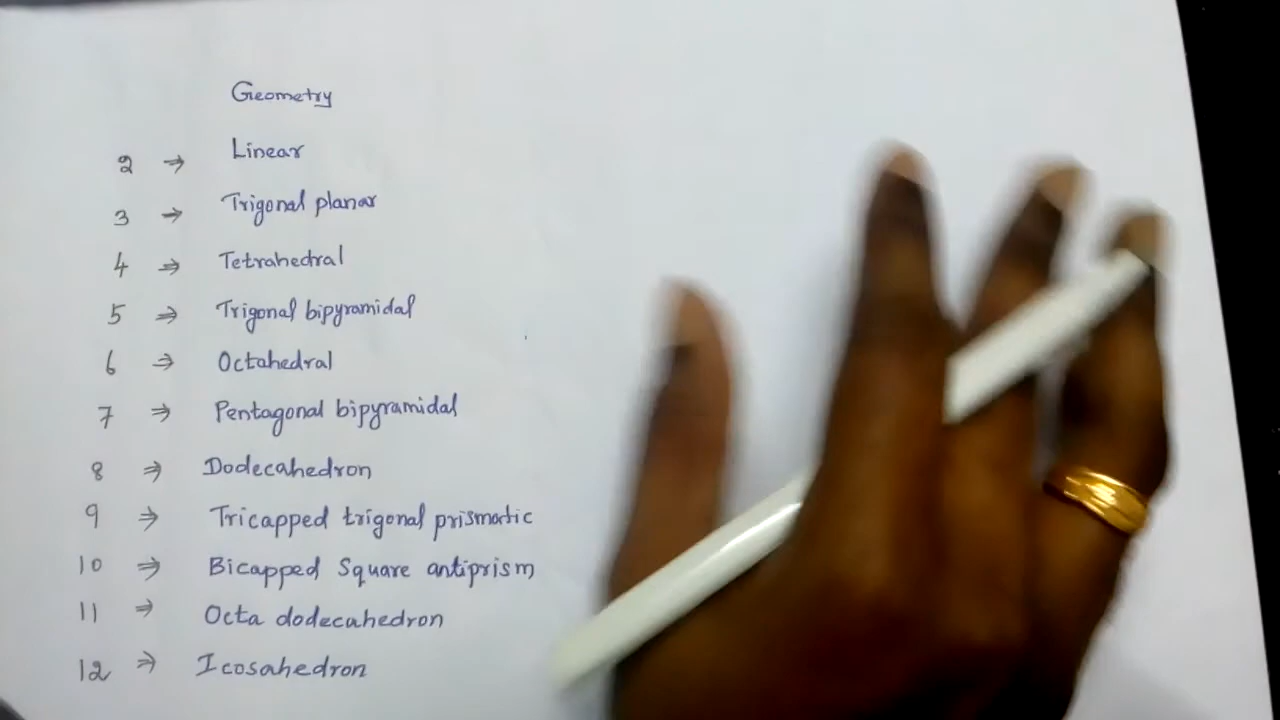 Geometry
2 ⇒ Linear
3 ⇒ Trigonal planar
4 ⇒ Tetrahedral
5 ⇒ Trigonal bipyramidal
6 ⇒ Octahedral
7 ⇒ Pentagonal bipyramidal
8 ⇒ Dodecahedron
9 ⇒ Tricapped trigonal prismatic
10 ⇒ Bicapped Square antiprism
11 ⇒ Octa dodecahedron
12 ⇒ Icosahedron